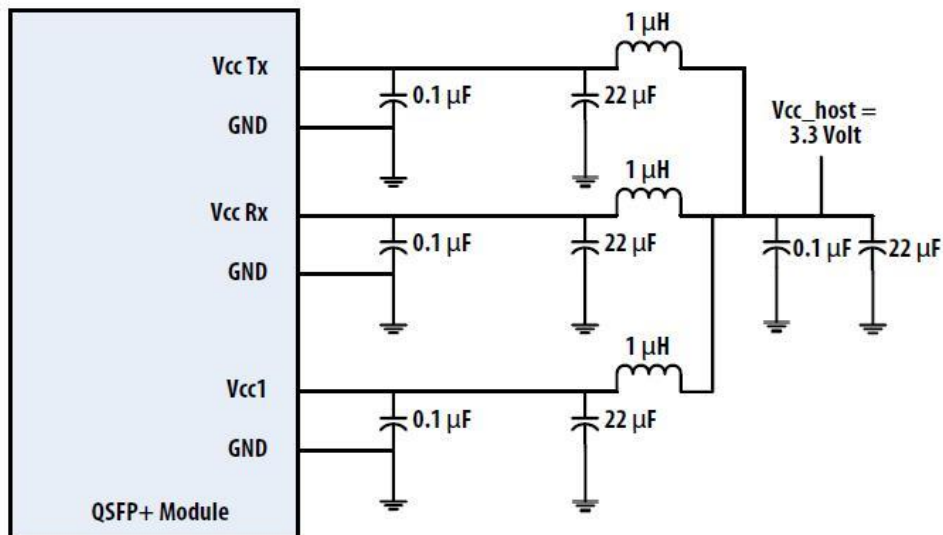 1 µH
Vcc Tx
0.1 µF
22 µF
Vcc_host =
3.3 Volt
GND
1 µH
Vcc Rx
0.1 µF
22 µF
0.1 µF
22 µF
GND
1 µH
Vcc1
0.1 µF
22 µF
GND
QSFP+ Module